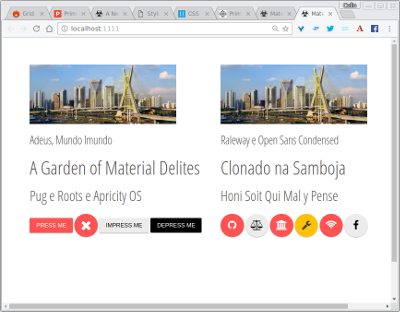 Grid
Prim
A Bo
Styl
CSS
Prim
Mat
Mat
localhost:1111
Adeus, Mundo Imundo
A Garden of Material Delites
Pug e Roots e Apricity OS
PRESS ME
IMPRESS ME
DEPRESS ME
Raleway e Open Sans Condensed
Clonado na Samboja
Honi Soit Qui Mal y Pense